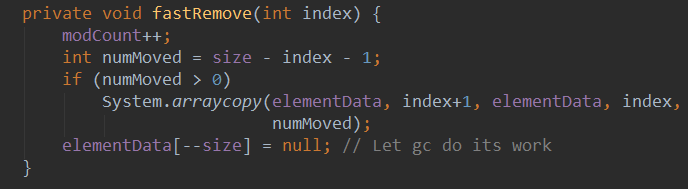 private void fastRemove(int index) {
    modCount++;
    int numMoved = size - index - 1;
    if (numMoved > 0)
        System.arraycopy(elementData, index+1, elementData, index,
                         numMoved);
    elementData[--size] = null; // Let gc do its work
}